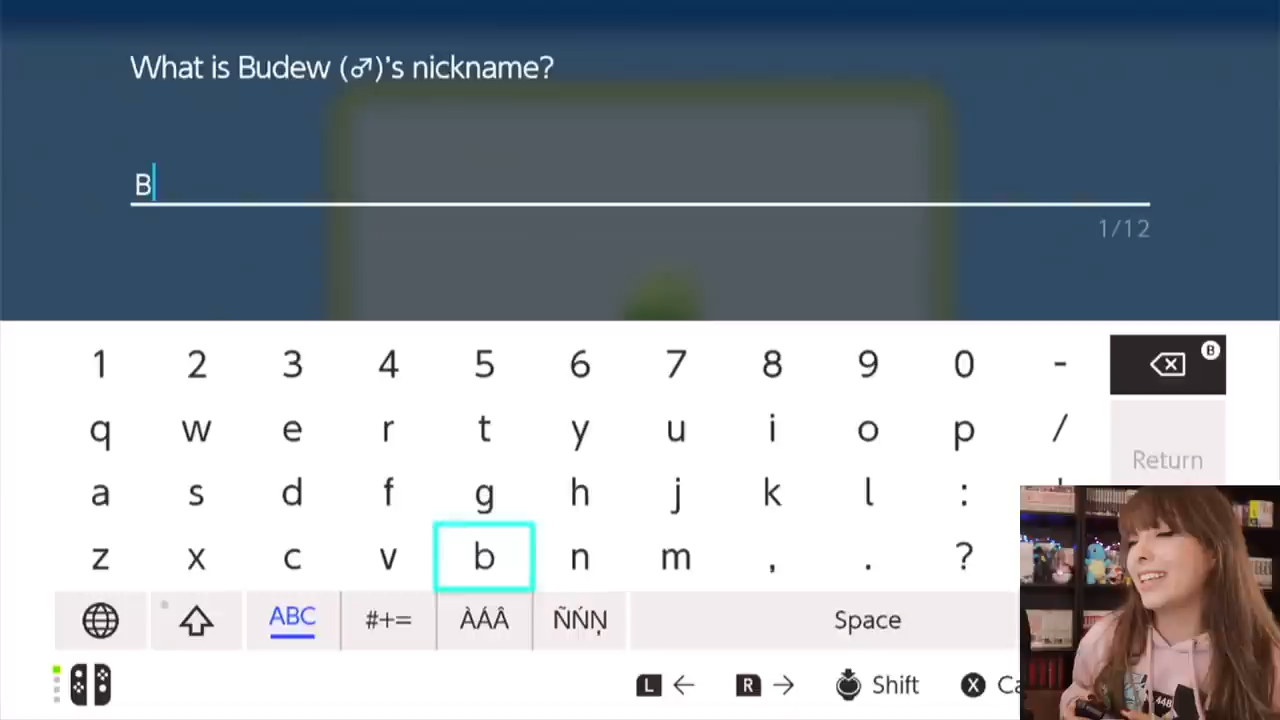 What is Budew (♂)'s nickname?
B
1/12
1 2 3 4 5 6 7 8 9 0 - B
q w e r t y u i o p /
Return
a s d f g h j k l :
z x c v b n m , . ?
ABC #+= ÀÁÂ ÑŃŅ Space
L ← R → Shift X